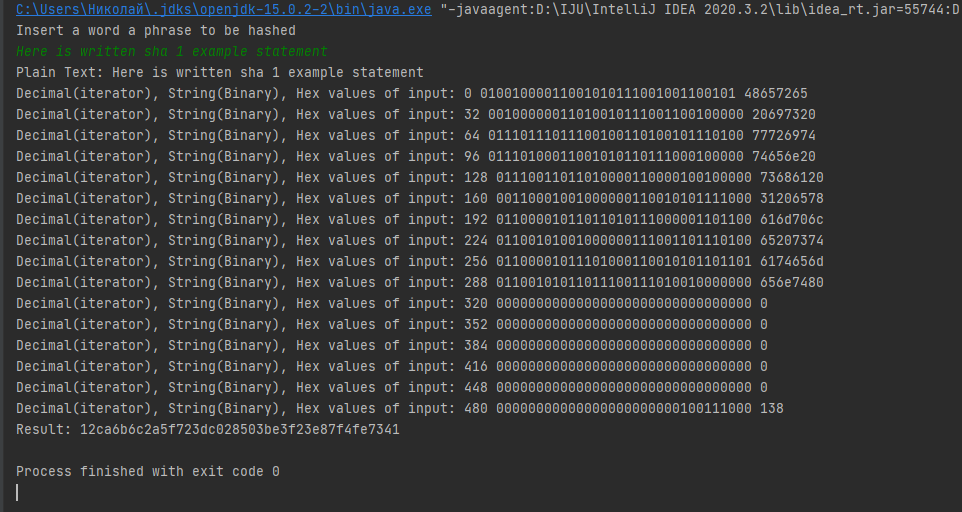 C:\Users\Николай\.jdks\openjdk-15.0.2-2\bin\java.exe "-javaagent:D:\IJU\IntelliJ IDEA 2020.3.2\lib\idea_rt.jar=55744:D
Insert a word a phrase to be hashed
Here is written sha 1 example statement
Plain Text: Here is written sha 1 example statement
Decimal(iterator), String(Binary), Hex values of input: 0 01001000011001010111001001100101 48657265
Decimal(iterator), String(Binary), Hex values of input: 32 00100000011010010111001100100000 20697320
Decimal(iterator), String(Binary), Hex values of input: 64 01110111011100100110100101110100 77726974
Decimal(iterator), String(Binary), Hex values of input: 96 01110100011001010110111000100000 74656e20
Decimal(iterator), String(Binary), Hex values of input: 128 01110011011010000110000100100000 73686120
Decimal(iterator), String(Binary), Hex values of input: 160 00110001001000000110010101111000 31206578
Decimal(iterator), String(Binary), Hex values of input: 192 01100001011011010111000001101100 616d706c
Decimal(iterator), String(Binary), Hex values of input: 224 01100101001000000111001101110100 65207374
Decimal(iterator), String(Binary), Hex values of input: 256 01100001011101000110010101101101 6174656d
Decimal(iterator), String(Binary), Hex values of input: 288 01100101011011100111010010000000 656e7480
Decimal(iterator), String(Binary), Hex values of input: 320 00000000000000000000000000000000 0
Decimal(iterator), String(Binary), Hex values of input: 352 00000000000000000000000000000000 0
Decimal(iterator), String(Binary), Hex values of input: 384 00000000000000000000000000000000 0
Decimal(iterator), String(Binary), Hex values of input: 416 00000000000000000000000000000000 0
Decimal(iterator), String(Binary), Hex values of input: 448 00000000000000000000000000000000 0
Decimal(iterator), String(Binary), Hex values of input: 480 00000000000000000000000100111000 138
Result: 12ca6b6c2a5f723dc028503be3f23e87f4fe7341
Process finished with exit code 0